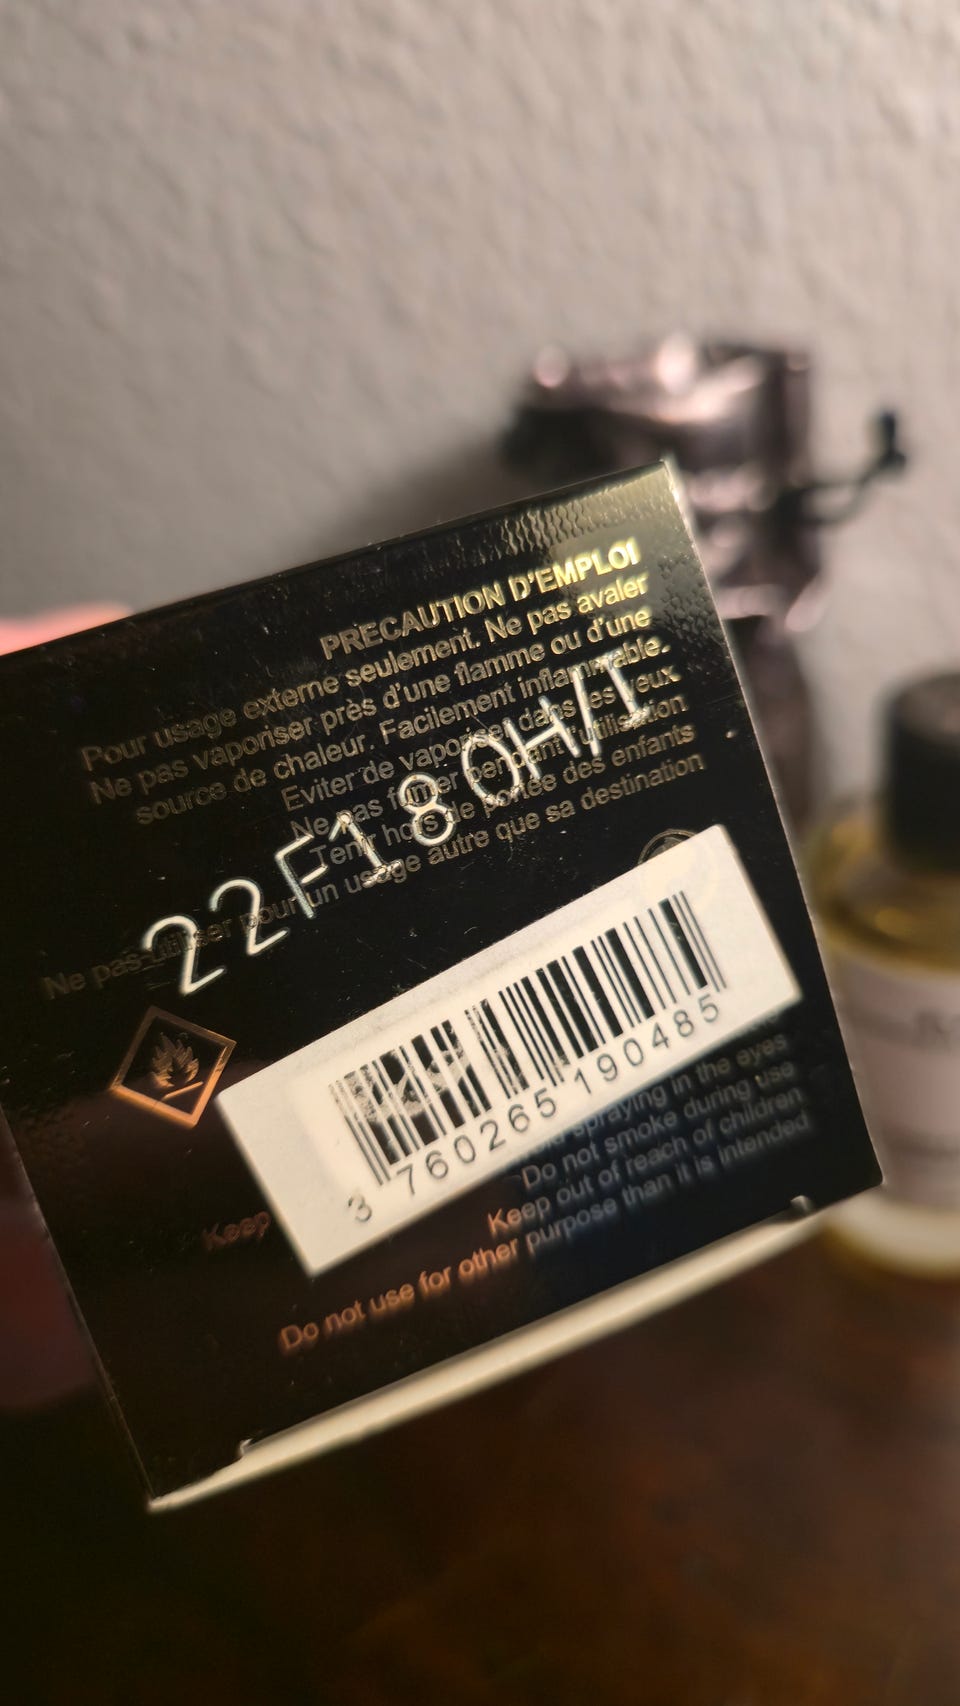 PRECAUTION D'EMPLOI
Pour usage externe seulement. Ne pas avaler
Ne pas vaporiser près d'une flamme ou d'une
source de chaleur. Facilement inflammable.
Eviter de vaporiser dans les yeux
Ne pas fumer pendant l'utilisation
Tenir hors de portée des enfants
Ne pas utiliser pour un usage autre que sa destination
22F180H/I
3 760265 190485
spraying in the eyes
Do not smoke during use
Keep out of reach of children
Keep
Do not use for other purpose than it is intended